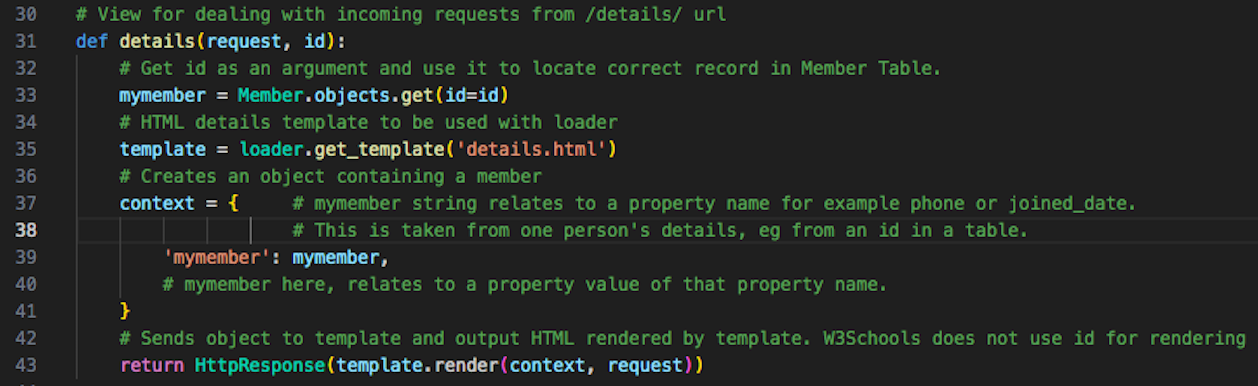 30 # View for dealing with incoming requests from /details/ url
31 def details(request, id):
32 # Get id as an argument and use it to locate correct record in Member Table.
33 mymember = Member.objects.get(id=id)
34 # HTML details template to be used with loader
35 template = loader.get_template('details.html')
36 # Creates an object containing a member
37 context = { # mymember string relates to a property name for example phone or joined_date.
38 # This is taken from one person's details, eg from an id in a table.
39 'mymember': mymember,
40 # mymember here, relates to a property value of that property name.
41 }
42 # Sends object to template and output HTML rendered by template. W3Schools does not use id for rendering
43 return HttpResponse(template.render(context, request))